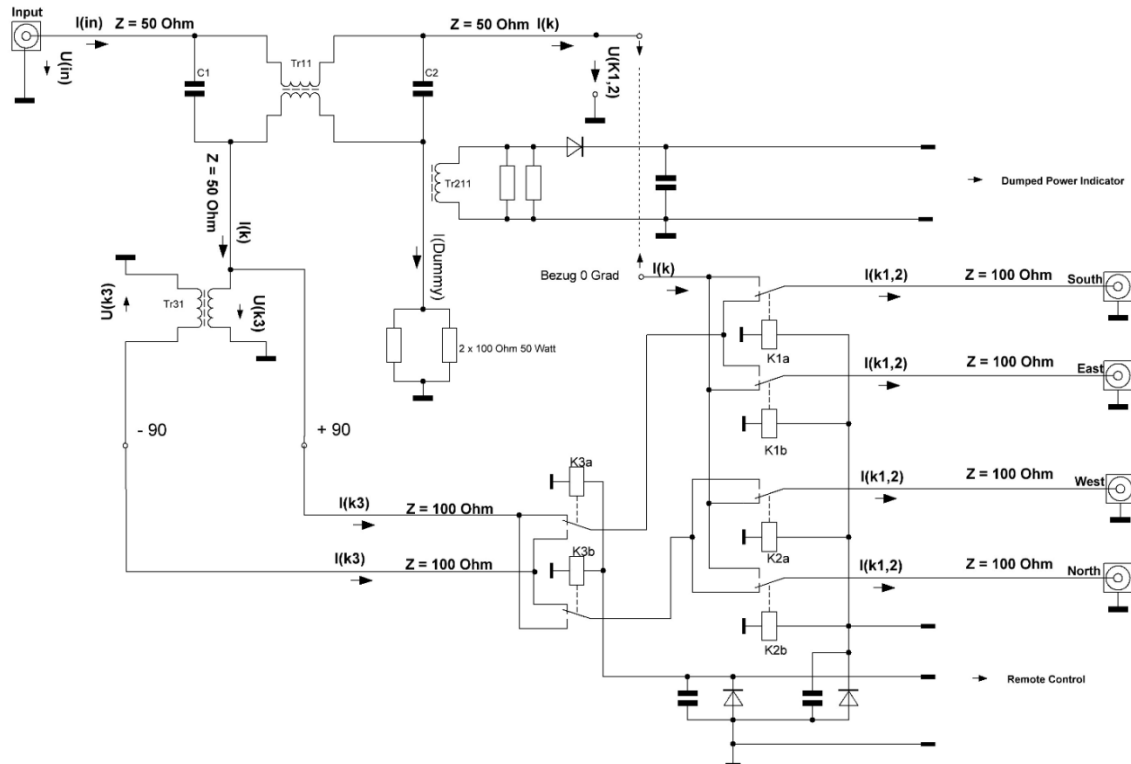 Input
I(in) Z = 50 Ohm
Z = 50 Ohm I(k)
U(in)
C1
Tr11
C2
U(K1,2)
Z = 50 Ohm
I(k)
Tr211
Dumped Power Indicator
I(Dummy)
Bezug 0 Grad
I(k)
I(k1,2) Z = 100 Ohm South
U(k3)
Tr31
U(k3)
2 x 100 Ohm 50 Watt
K1a
I(k1,2) Z = 100 Ohm East
K1b
- 90
+ 90
K3a
I(k1,2) Z = 100 Ohm West
I(k3) Z = 100 Ohm
K3b
K2a
I(k3) Z = 100 Ohm
I(k1,2) Z = 100 Ohm North
K2b
Remote Control